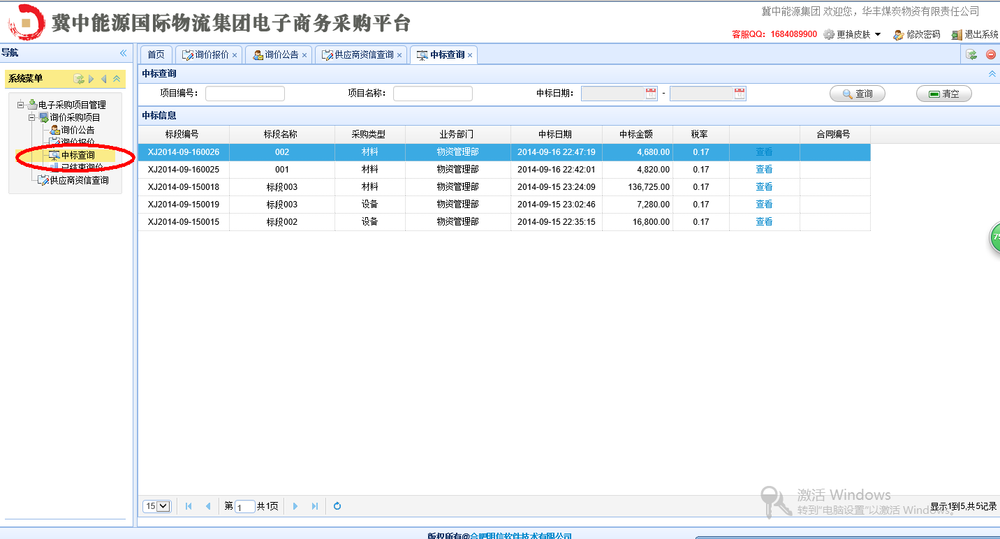 冀中能源国际物流集团电子商务采购平台
冀中能源集团 欢迎您，华丰煤炭物资有限责任公司
客服QQ：1684089900 更换皮肤 修改密码 退出系统
导航
首页 询价报价 询价公告 供应商资信查询 中标查询
系统菜单
电子采购项目管理
询价采购项目
询价公告
询价报价
中标查询
已结束询价
供应商资信查询
中标查询
项目编号： 项目名称： 中标日期： - 查询 清空
中标信息
标段编号 标段名称 采购类型 业务部门 中标日期 中标金额 税率 合同编号
XJ2014-09-160026 002 材料 物资管理部 2014-09-16 22:47:19 4,680.00 0.17 查看
XJ2014-09-160025 001 材料 物资管理部 2014-09-16 22:42:01 4,820.00 0.17 查看
XJ2014-09-150018 标段003 材料 物资管理部 2014-09-15 23:24:09 136,725.00 0.17 查看
XJ2014-09-150019 标段003 设备 物资管理部 2014-09-15 23:02:46 7,280.00 0.17 查看
XJ2014-09-150015 标段002 设备 物资管理部 2014-09-15 22:35:15 16,800.00 0.17 查看
激活 Windows
转到“电脑设置”以激活 Windows。
15 第 1 共1页 显示1到5,共5记录
版权所有@合肥明信软件技术有限公司